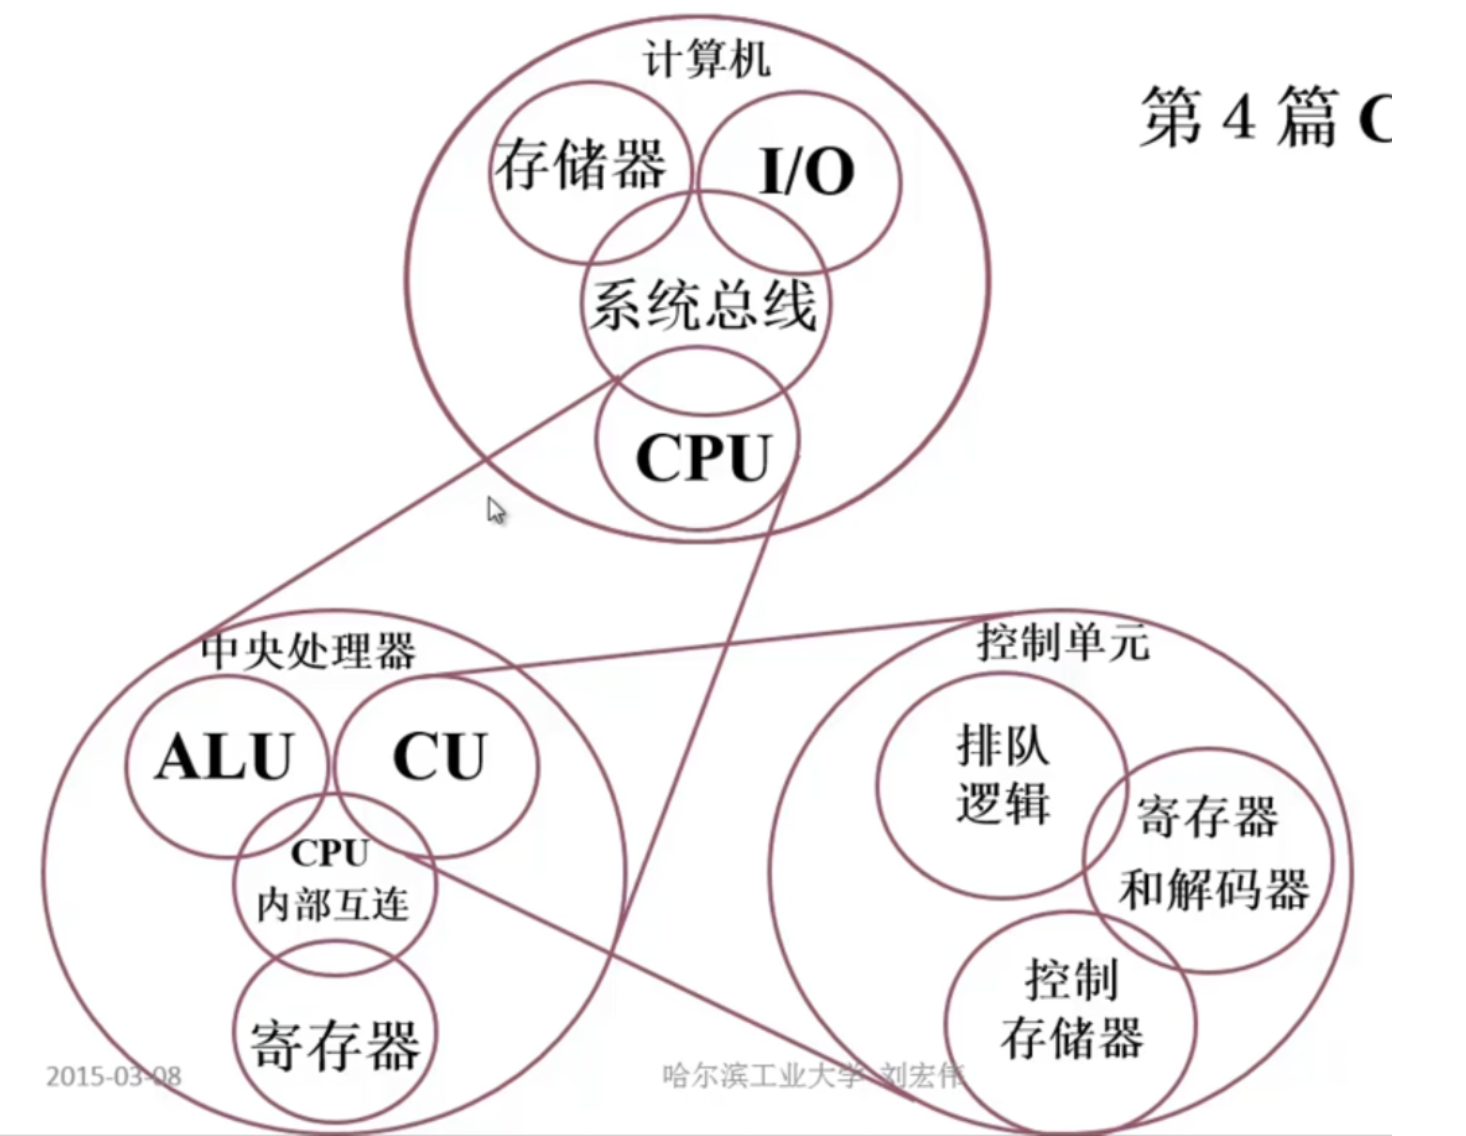 计算机
第 4 篇 C
存储器
I/O
系统总线
CPU
中央处理器
ALU
CU
CPU
内部互连
寄存器
控制单元
排队
逻辑
寄存器
和解码器
控制
存储器
2015-03-08
哈尔滨工业大学 刘宏伟